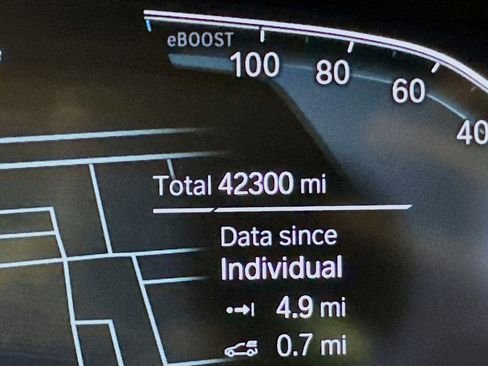 eBOOST
100
80
60
40
Total 42300 mi
Data since
Individual
4.9 mi
0.7 mi